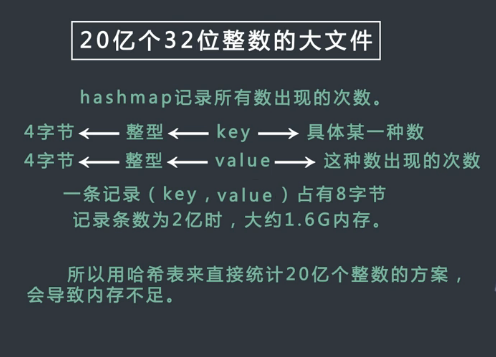 20亿个32位整数的大文件
hashmap记录所有数出现的次数。
4字节 整型 key 具体某一种数
4字节 整型 value 这种数出现的次数
一条记录（key，value）占有8字节
记录条数为2亿时，大约1.6G内存。
所以用哈希表来直接统计20亿个整数的方案，
会导致内存不足。